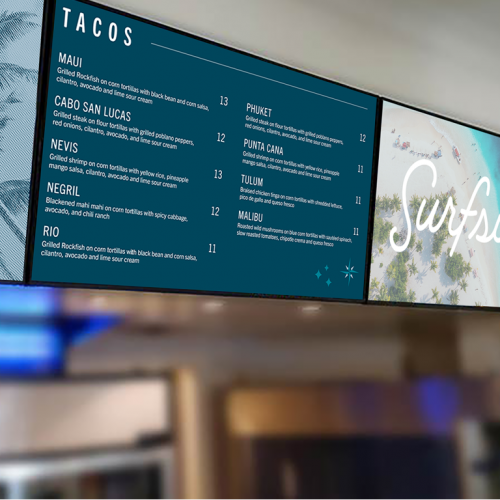 TACOS
MAUI
Grilled Rockfish on corn tortillas with black bean and corn salsa,
cilantro, avocado and lime sour cream
13
CABO SAN LUCAS
Grilled steak on flour tortillas with grilled poblano peppers,
red onions, cilantro, avocado and lime sour cream
12
NEVIS
Grilled shrimp on corn tortillas with yellow rice, pineapple
mango salsa, cilantro, avocado and lime sour cream
13
NEGRIL
Blackened mahi mahi on corn tortillas with spicy cabbage,
avocado, and chili ranch
12
RIO
Grilled Rockfish on corn tortillas with black bean and corn salsa,
cilantro, avocado and lime sour cream
11
PHUKET
Grilled steak on flour tortillas with grilled poblano peppers,
red onions, cilantro, avocado and lime sour cream
12
PUNTA CANA
Grilled shrimp on corn tortillas with yellow rice, pineapple
mango salsa, cilantro, avocado and lime sour cream
11
TULUM
Braised chicken tinga on corn tortillas with shredded lettuce,
pico de gallo and queso fresco
11
MALIBU
Roasted wild mushrooms on blue corn tortillas with sautéed spinach,
slow roasted tomatoes, chipotle crema and queso fresco
11
Surfs